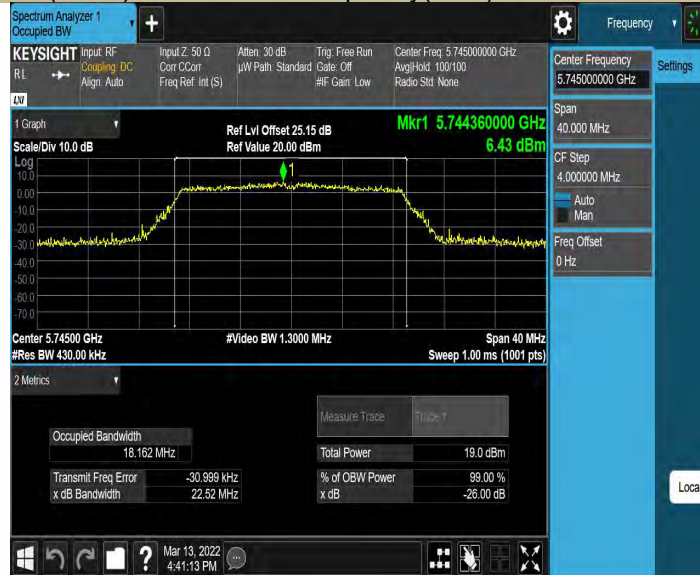 Spectrum Analyzer 1
Occupied BW
Frequency
KEYSIGHT
Input: RF
Input Z: 50 Ω
Atten: 30 dB
Trig: Free Run
Center Freq: 5.745000000 GHz
RL
Coupling: DC
Corr CCorr
µW Path: Standard
Gate: Off
Avg|Hold: 100/100
Align: Auto
Freq Ref: Int (S)
#IF Gain: Low
Radio Std: None
LXI
Center Frequency
5.745000000 GHz
Settings
Span
40.000 MHz
CF Step
4.000000 MHz
Auto
Man
Freq Offset
0 Hz
1 Graph
Scale/Div 10.0 dB
Ref Lvl Offset 25.15 dB
Ref Value 20.00 dBm
Mkr1 5.744360000 GHz
6.43 dBm
Log
10.0
0.00
-10.0
-20.0
-30.0
-40.0
-50.0
-60.0
-70.0
1
Center 5.74500 GHz
#Video BW 1.3000 MHz
Span 40 MHz
#Res BW 430.00 kHz
Sweep 1.00 ms (1001 pts)
2 Metrics
Measure Trace
Trace 1
Occupied Bandwidth
18.162 MHz
Total Power
19.0 dBm
Transmit Freq Error
-30.999 kHz
% of OBW Power
99.00 %
x dB Bandwidth
22.52 MHz
x dB
-26.00 dB
Loca
?
Mar 13, 2022
4:41:13 PM